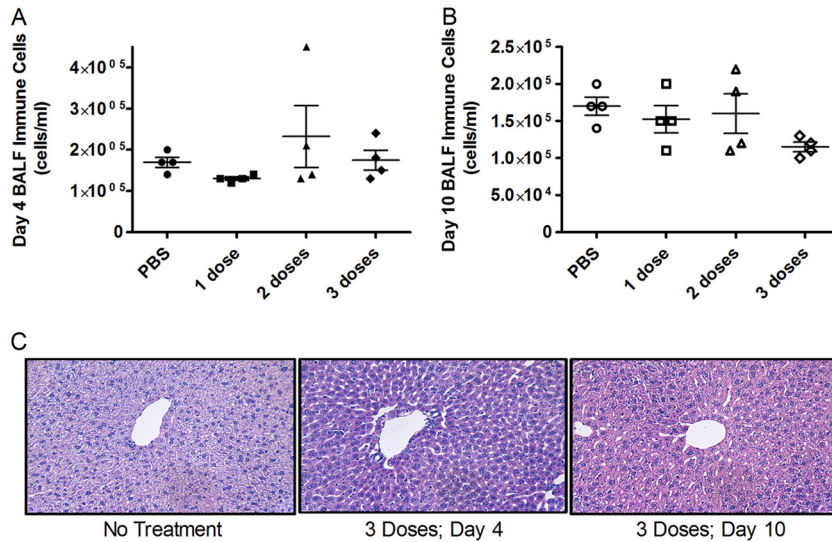 A
Day 4 BALF Immune Cells
(cells/ml)
4×10⁰⁵
3×10⁰⁵
2×10⁰⁵
1×10⁰⁵
0
PBS
1 dose
2 doses
3 doses
B
Day 10 BALF Immune Cells
(cells/ml)
2.5×10⁵
2.0×10⁵
1.5×10⁵
1.0×10⁵
5.0×10⁴
0
PBS
1 dose
2 doses
3 doses
C
No Treatment
3 Doses; Day 4
3 Doses; Day 10